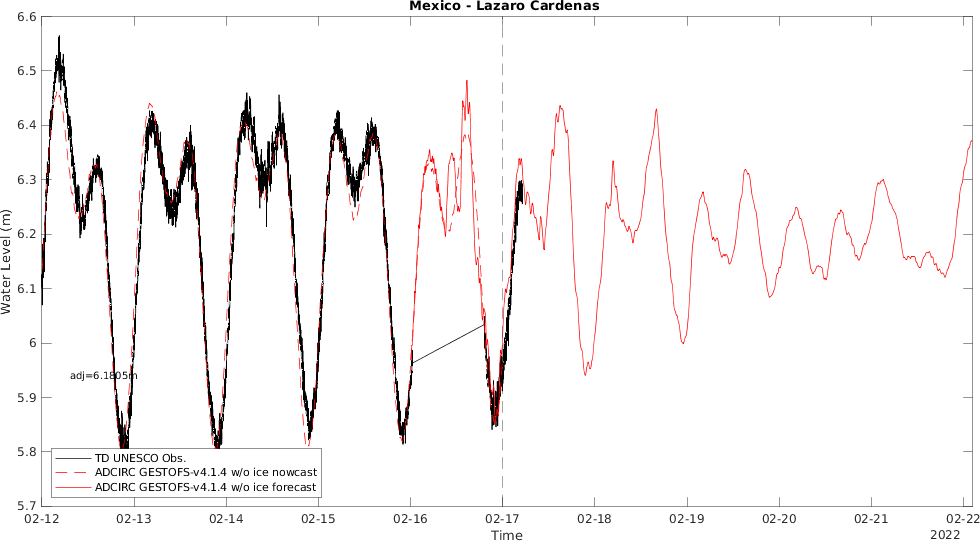 Mexico - Lazaro Cardenas
6.6
6.5
6.4
6.3
6.2
6.1
6
5.9
5.8
5.7
Water Level (m)
adj=6.1805m
TD UNESCO Obs.
ADCIRC GESTOFS-v4.1.4 w/o ice nowcast
ADCIRC GESTOFS-v4.1.4 w/o ice forecast
02-12 02-13 02-14 02-15 02-16 02-17 02-18 02-19 02-20 02-21 02-22
Time
2022